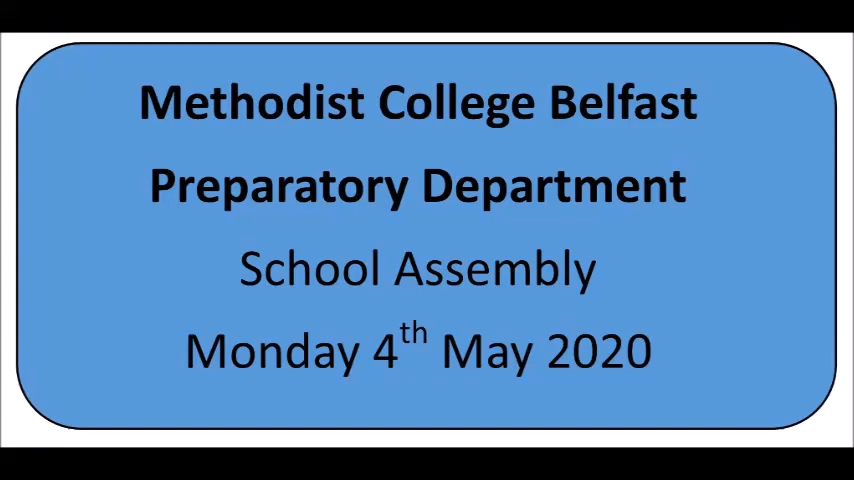 Methodist College Belfast
Preparatory Department
School Assembly
Monday 4th May 2020